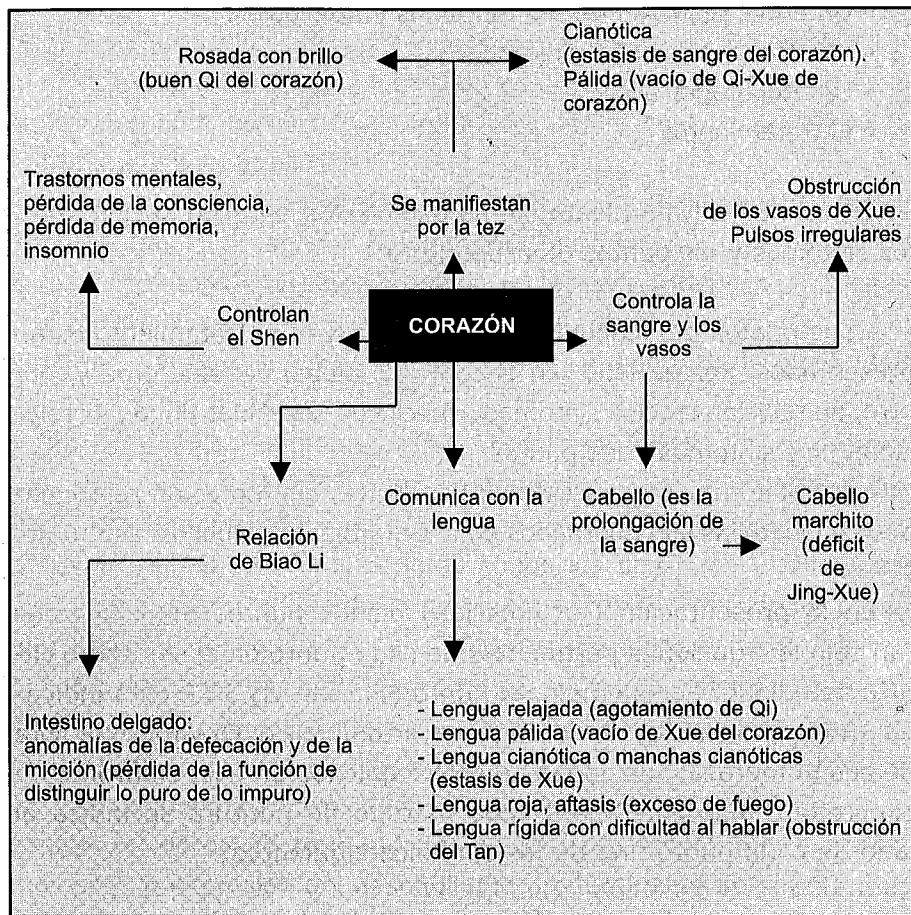 Rosada con brillo
(buen Qi del corazón)
Cianótica
(estasis de sangre del corazón).
Pálida (vacío de Qi-Xue de
corazón)
Trastornos mentales,
pérdida de la consciencia,
pérdida de memoria,
insomnio
Se manifiestan
por la tez
Obstrucción
de los vasos de Xue.
Pulsos irregulares
Controlan
el Shen
CORAZÓN
Controla la
sangre y los
vasos
Relación
de Biao Li
Comunica con la
lengua
Cabello (es la
prolongación de
la sangre)
Cabello
marchito
(déficit
de
Jing-Xue)
Intestino delgado:
anomalías de la defecación y de la
micción (pérdida de la función de
distinguir lo puro de lo impuro)
- Lengua relajada (agotamiento de Qi)
- Lengua pálida (vacío de Xue del corazón)
- Lengua cianótica o manchas cianóticas
(estasis de Xue)
- Lengua roja, aftasis (exceso de fuego)
- Lengua rígida con dificultad al hablar (obstrucción
del Tan)